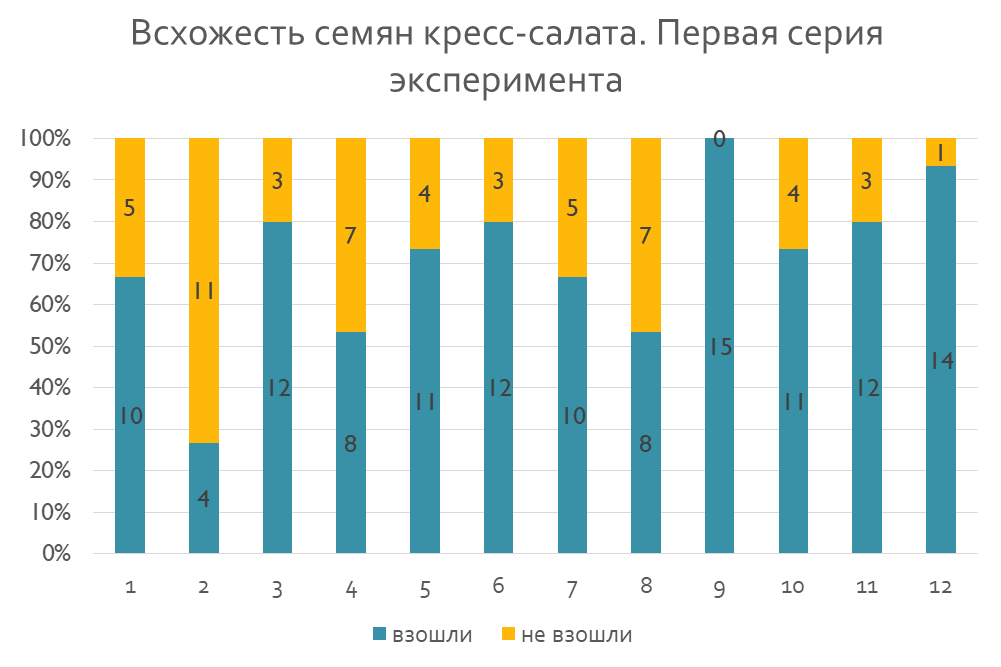 Всхожесть семян кресс-салата. Первая серия
эксперимента
100%
90%
80%
70%
60%
50%
40%
30%
20%
10%
0%
5 11 3 7 4 3 5 7 0 4 3 1
10 4 12 8 11 12 10 8 15 11 12 14
1 2 3 4 5 6 7 8 9 10 11 12
взошли не взошли